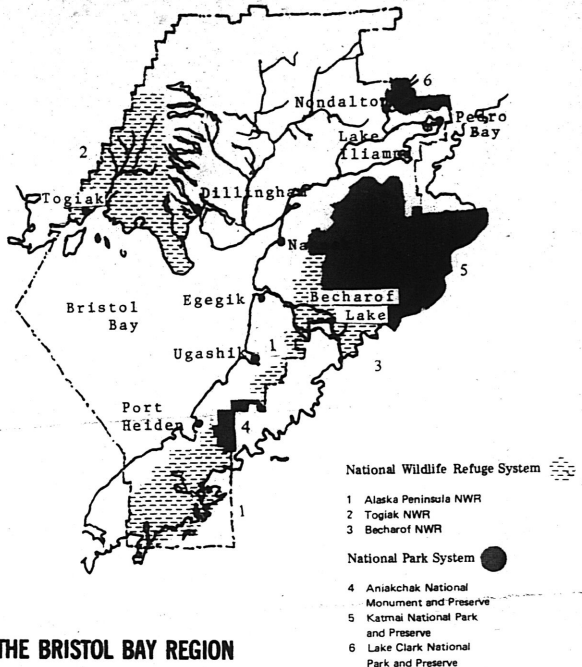 6
Nondalton
Pedro
Bay
Lake
Iliamna
2
Togiak
Dillingham
5
Egegik
Becharof
Lake
Bristol
Bay
1
Ugashik
3
Port
Heiden
4
National Wildlife Refuge System
1 Alaska Peninsula NWR
2 Togiak NWR
3 Becharof NWR
1
National Park System
4 Aniakchak National
Monument and Preserve
5 Katmai National Park
and Preserve
6 Lake Clark National
Park and Preserve
THE BRISTOL BAY REGION